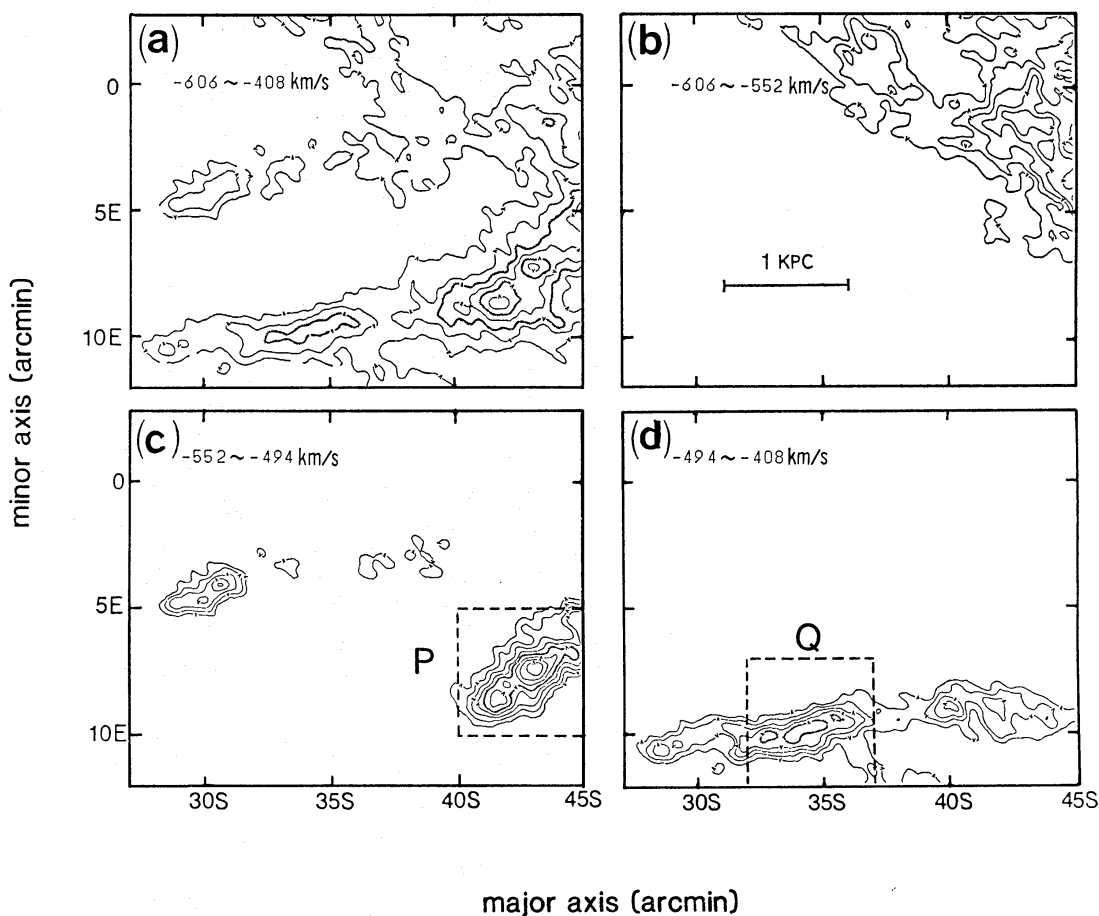 (a)
-606~-408 km/s
(b)
-606~-552 km/s
0
5E
10E
1 KPC
(c)
-552~-494 km/s
(d)
-494~-408 km/s
0
5E
10E
P
Q
30S 35S 40S 45S
30S 35S 40S 45S
minor axis (arcmin)
major axis (arcmin)